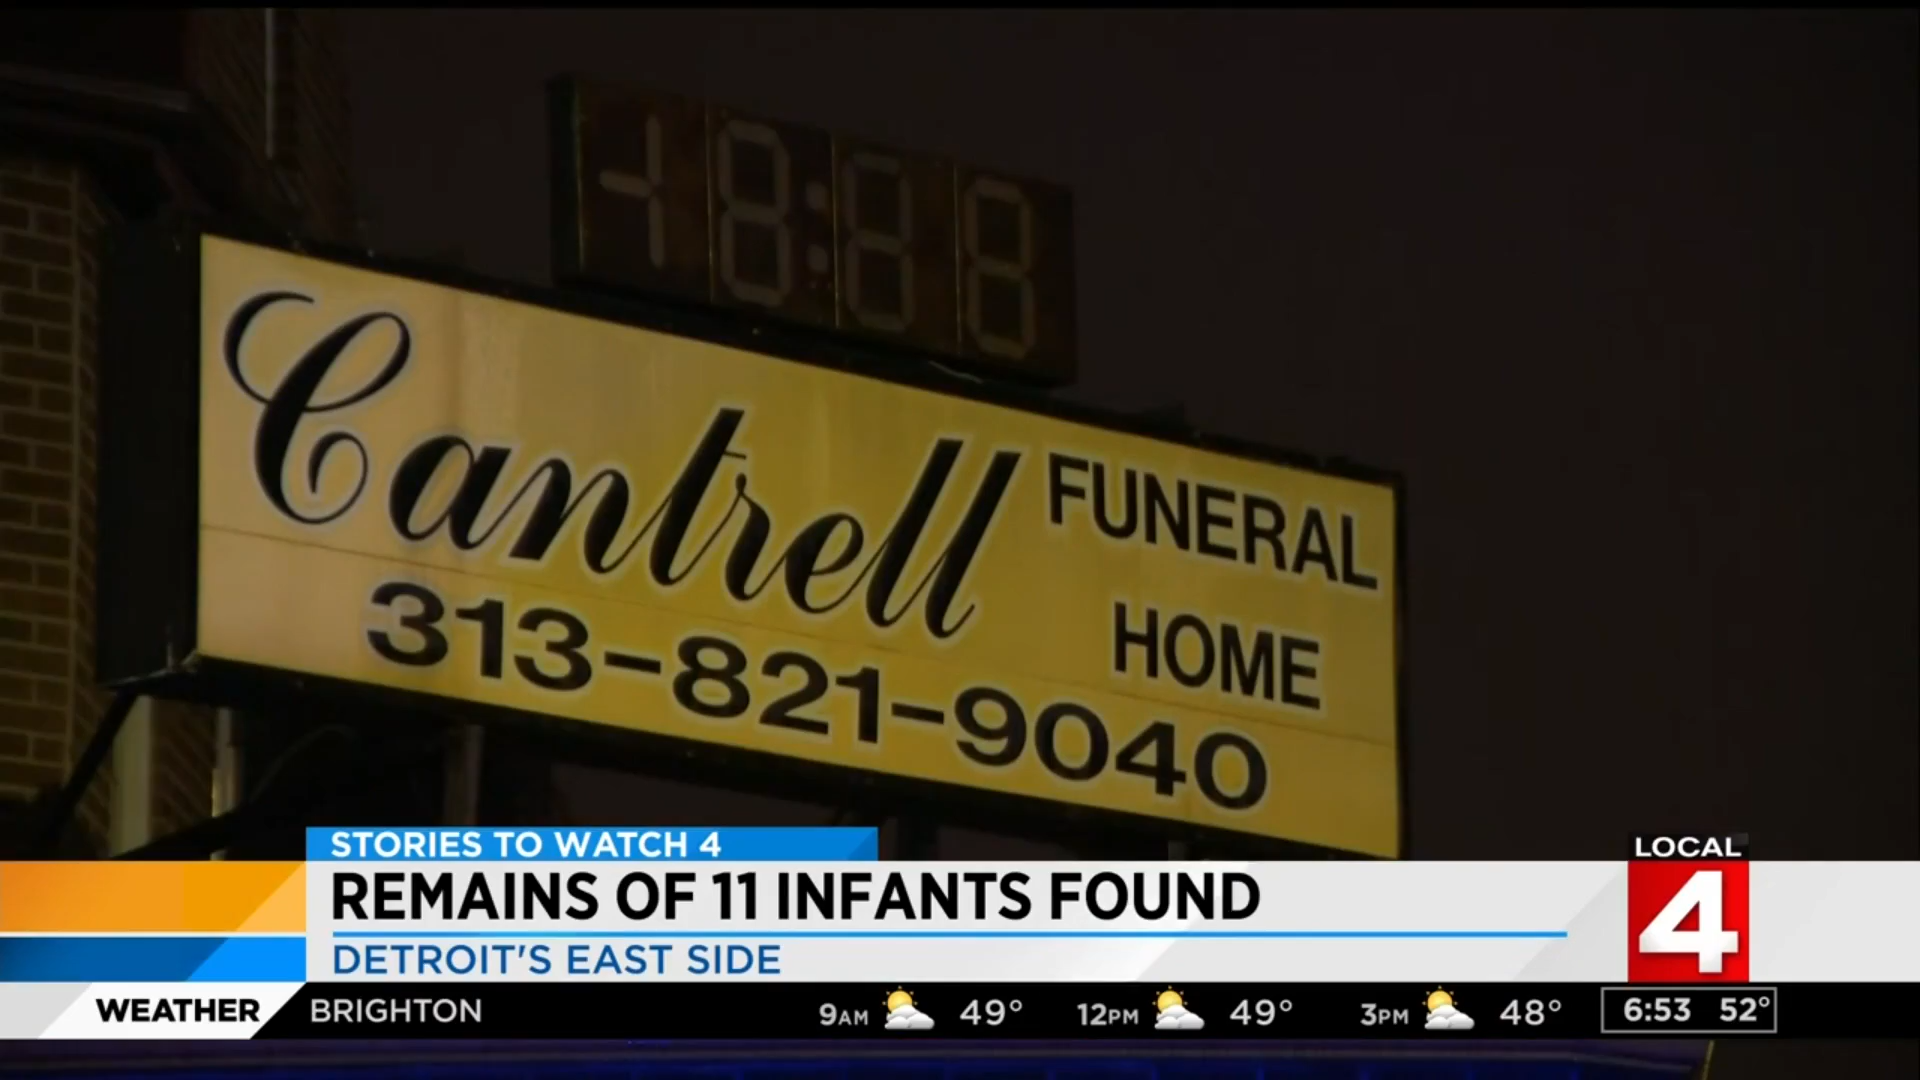 18:88
Cantrell FUNERAL
HOME
313-821-9040
STORIES TO WATCH 4
REMAINS OF 11 INFANTS FOUND
DETROIT'S EAST SIDE
LOCAL
4
WEATHER BRIGHTON 9AM 49° 12PM 49° 3PM 48° 6:53 52°